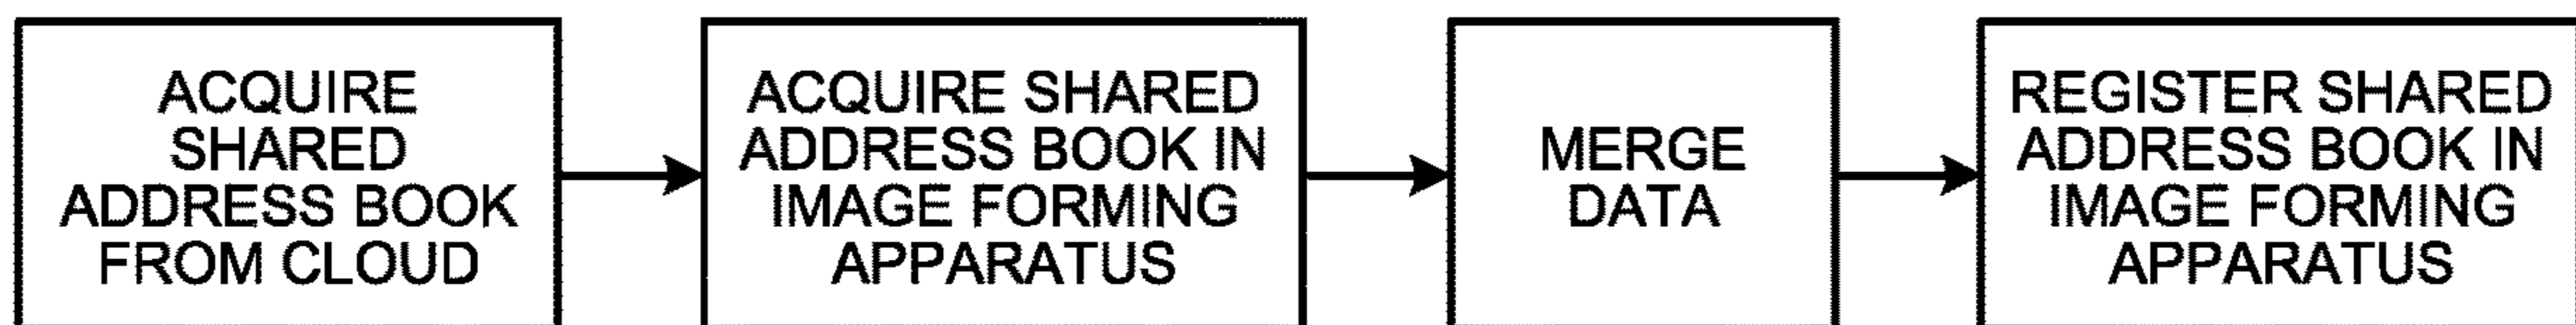 ACQUIRE
SHARED
ADDRESS BOOK
FROM CLOUD
ACQUIRE SHARED
ADDRESS BOOK IN
IMAGE FORMING
APPARATUS
MERGE
DATA
REGISTER SHARED
ADDRESS BOOK IN
IMAGE FORMING
APPARATUS